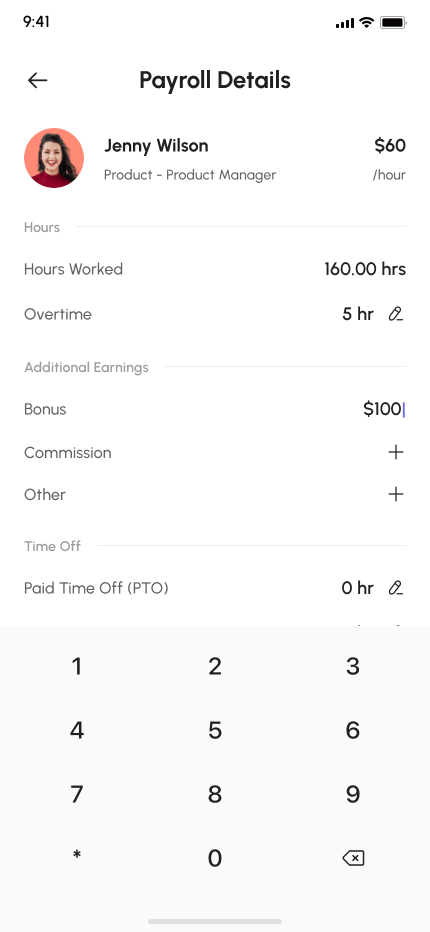 9:41
Payroll Details
Jenny Wilson $60
Product - Product Manager /hour
Hours
Hours Worked 160.00 hrs
Overtime 5 hr
Additional Earnings
Bonus $100
Commission
Other
Time Off
Paid Time Off (PTO) 0 hr
1 2 3
4 5 6
7 8 9
* 0